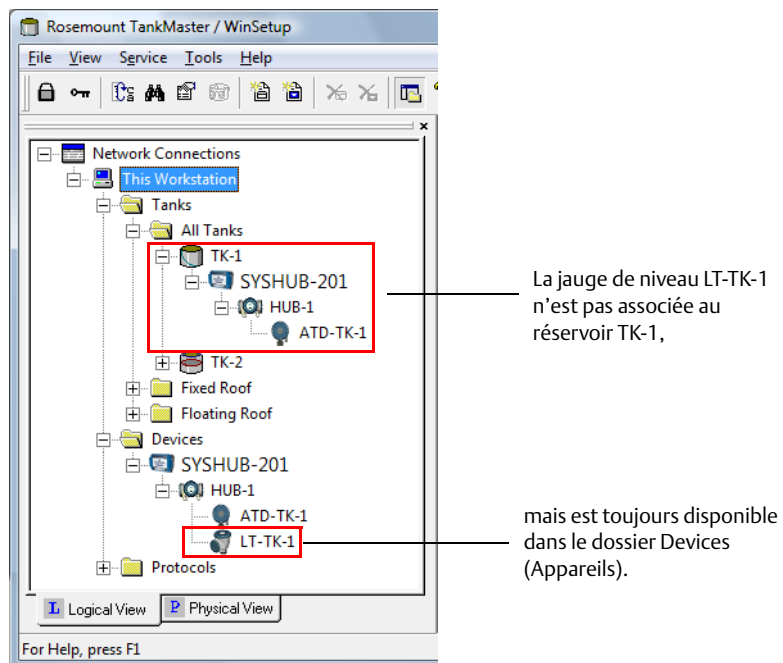 Rosemount TankMaster / WinSetup
File View Service Tools Help
Network Connections
This Workstation
Tanks
All Tanks
TK-1
SYSHUB-201
HUB-1
ATD-TK-1
TK-2
Fixed Roof
Floating Roof
Devices
SYSHUB-201
HUB-1
ATD-TK-1
LT-TK-1
Protocols
L Logical View P Physical View
For Help, press F1
La jauge de niveau LT-TK-1
n’est pas associée au
réservoir TK-1,
mais est toujours disponible
dans le dossier Devices
(Appareils).